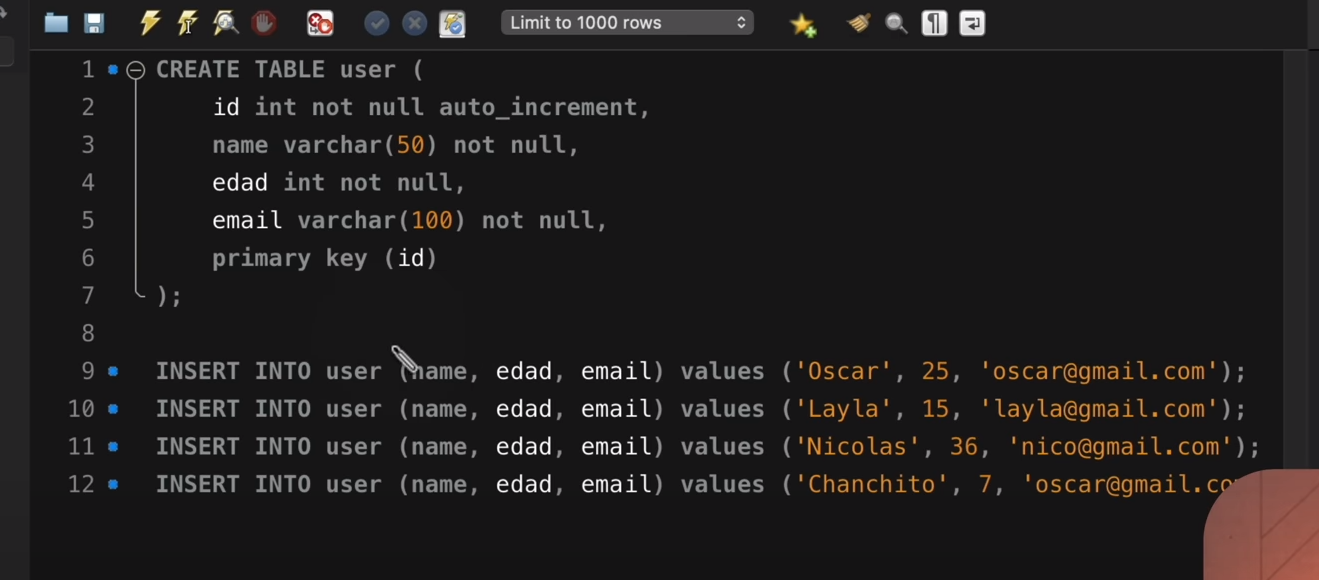 Limit to 1000 rows
1 CREATE TABLE user (
2 id int not null auto_increment,
3 name varchar(50) not null,
4 edad int not null,
5 email varchar(100) not null,
6 primary key (id)
7 );
8
9 INSERT INTO user (name, edad, email) values ('Oscar', 25, 'oscar@gmail.com');
10 INSERT INTO user (name, edad, email) values ('Layla', 15, 'layla@gmail.com');
11 INSERT INTO user (name, edad, email) values ('Nicolas', 36, 'nico@gmail.com');
12 INSERT INTO user (name, edad, email) values ('Chanchito', 7, 'oscar@gmail.co